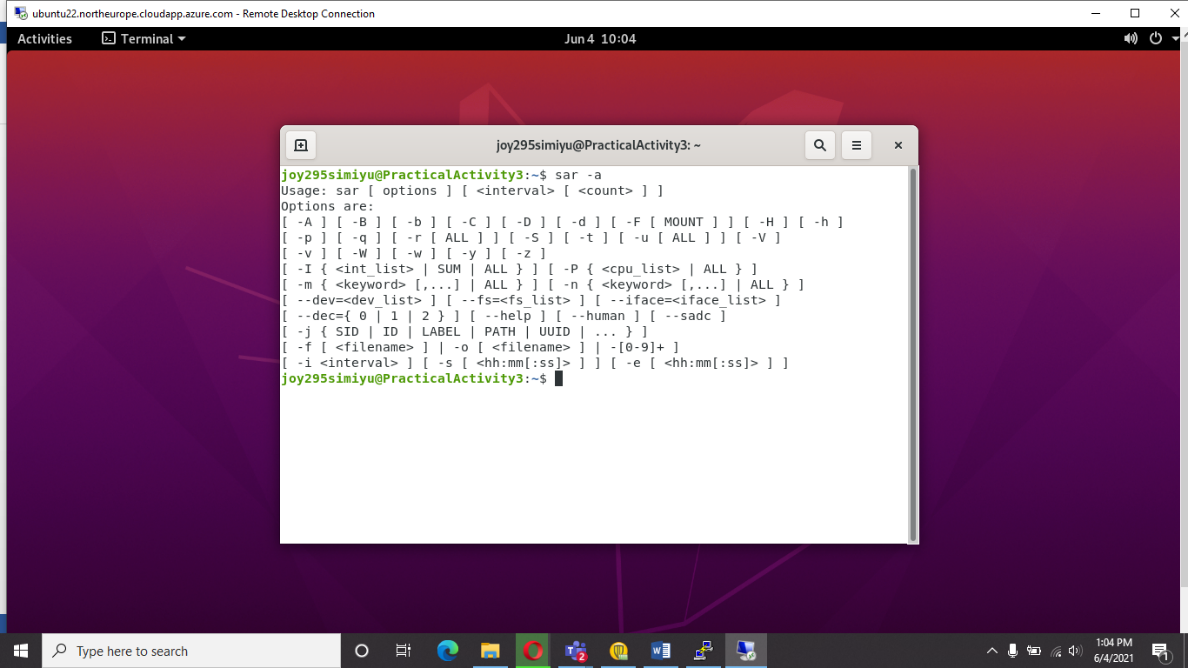 ubuntu22.northeurope.cloudapp.azure.com - Remote Desktop Connection
Activities
Terminal
Jun 4 10:04
joy295simiyu@PracticalActivity3: ~
joy295simiyu@PracticalActivity3:~$ sar -a
Usage: sar [ options ] [ <interval> [ <count> ] ]
Options are:
[ -A ] [ -B ] [ -b ] [ -C ] [ -D ] [ -d ] [ -F [ MOUNT ] ] [ -H ] [ -h ]
[ -p ] [ -q ] [ -r [ ALL ] ] [ -S ] [ -t ] [ -u [ ALL ] ] [ -V ]
[ -v ] [ -W ] [ -w ] [ -y ] [ -z ]
[ -I { <int_list> | SUM | ALL } ] [ -P { <cpu_list> | ALL } ]
[ -m { <keyword> [,...] | ALL } ] [ -n { <keyword> [,...] | ALL } ]
[ --dev=<dev_list> ] [ --fs=<fs_list> ] [ --iface=<iface_list> ]
[ --dec={ 0 | 1 | 2 } ] [ --help ] [ --human ] [ --sadc ]
[ -j { SID | ID | LABEL | PATH | UUID | ... } ]
[ -f [ <filename> ] | -o [ <filename> ] | -[0-9]+ ]
[ -i <interval> ] [ -s [ <hh:mm[:ss]> ] ] [ -e [ <hh:mm[:ss]> ] ]
joy295simiyu@PracticalActivity3:~$
Type here to search
2
W
1:04 PM
6/4/2021
1